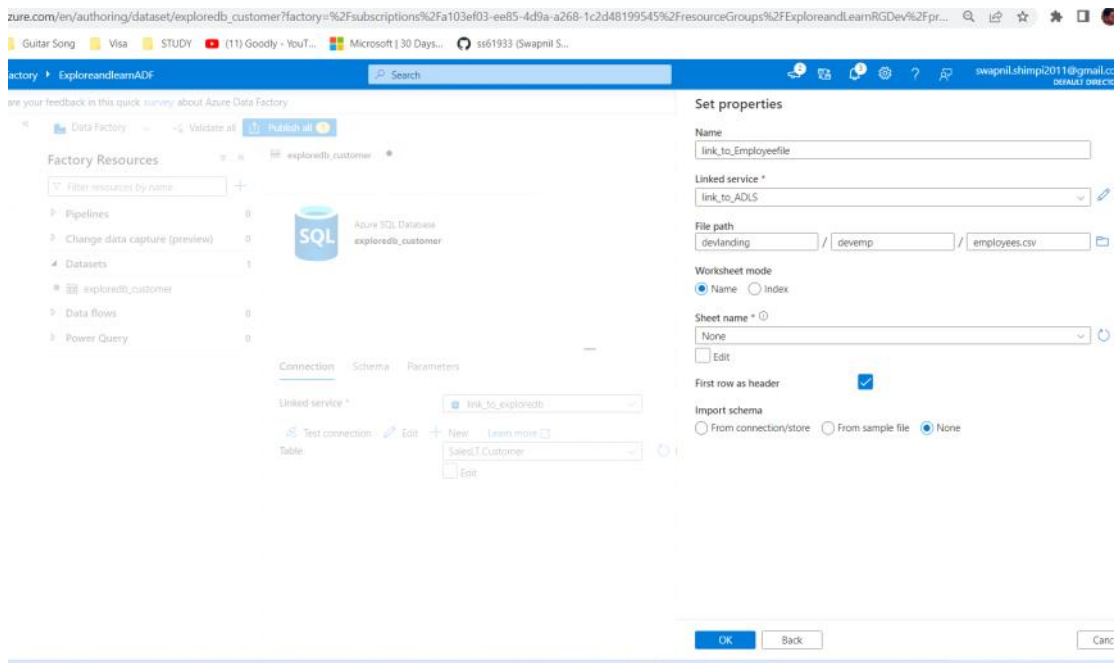 zure.com/en/authoring/dataset/exploredb_customer?factory=%2Fsubscriptions%2Fa103ef03-ee85-4d9a-a268-1c2d48199545%2FresourceGroups%2FExploreandLearnRGDev%2Fpr...
Guitar Song Visa STUDY (11) Goodly - YouT... Microsoft | 30 Days... ss61933 (Swapnil S...
actory ExploreandlearnADF Search swapnil.shimpi2011@gmail.co
DEFAULT DIRECTO
are your feedback in this quick survey about Azure Data Factory
Data Factory Validate all Publish all
Factory Resources
Filter resources by name
Pipelines 0
Change data capture (preview) 0
Datasets 1
exploredb_customer
Data flows 0
Power Query 0
exploredb_customer
SQL
Azure SQL Database
exploredb_customer
Connection Schema Parameters
Linked service * link_to_exploredb
Test connection Edit New Learn more
Table SalesLT.Customer
Edit
Set properties
Name
link_to_Employeefile
Linked service *
link_to_ADLS
File path
devlanding / devemp / employees.csv
Worksheet mode
Name Index
Sheet name *
None
Edit
First row as header
Import schema
From connection/store From sample file None
OK Back Canc